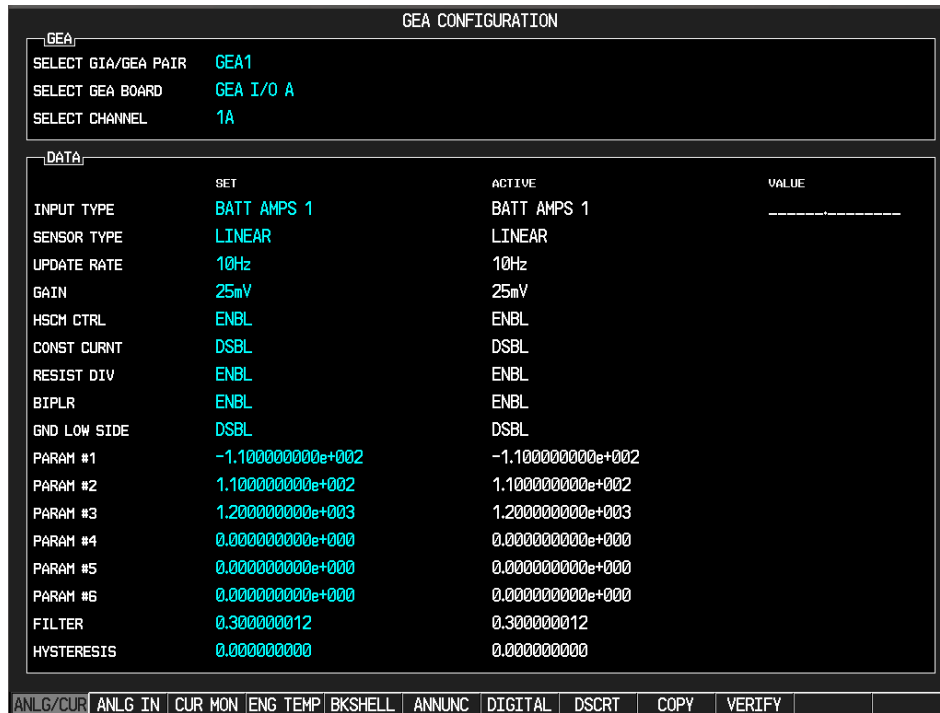 GEA CONFIGURATION
GEA
SELECT GIA/GEA PAIR GEA1
SELECT GEA BOARD GEA I/O A
SELECT CHANNEL 1A
DATA
SET ACTIVE VALUE
INPUT TYPE BATT AMPS 1 BATT AMPS 1 ______.________
SENSOR TYPE LINEAR LINEAR
UPDATE RATE 10Hz 10Hz
GAIN 25mV 25mV
HSCM CTRL ENBL ENBL
CONST CURNT DSBL DSBL
RESIST DIV ENBL ENBL
BIPLR ENBL ENBL
GND LOW SIDE DSBL DSBL
PARAM #1 -1.100000000e+002 -1.100000000e+002
PARAM #2 1.100000000e+002 1.100000000e+002
PARAM #3 1.200000000e+003 1.200000000e+003
PARAM #4 0.000000000e+000 0.000000000e+000
PARAM #5 0.000000000e+000 0.000000000e+000
PARAM #6 0.000000000e+000 0.000000000e+000
FILTER 0.300000012 0.300000012
HYSTERESIS 0.000000000 0.000000000
ANLG/CUR ANLG IN CUR MON ENG TEMP BKSHELL ANNUNC DIGITAL DSCRT COPY VERIFY